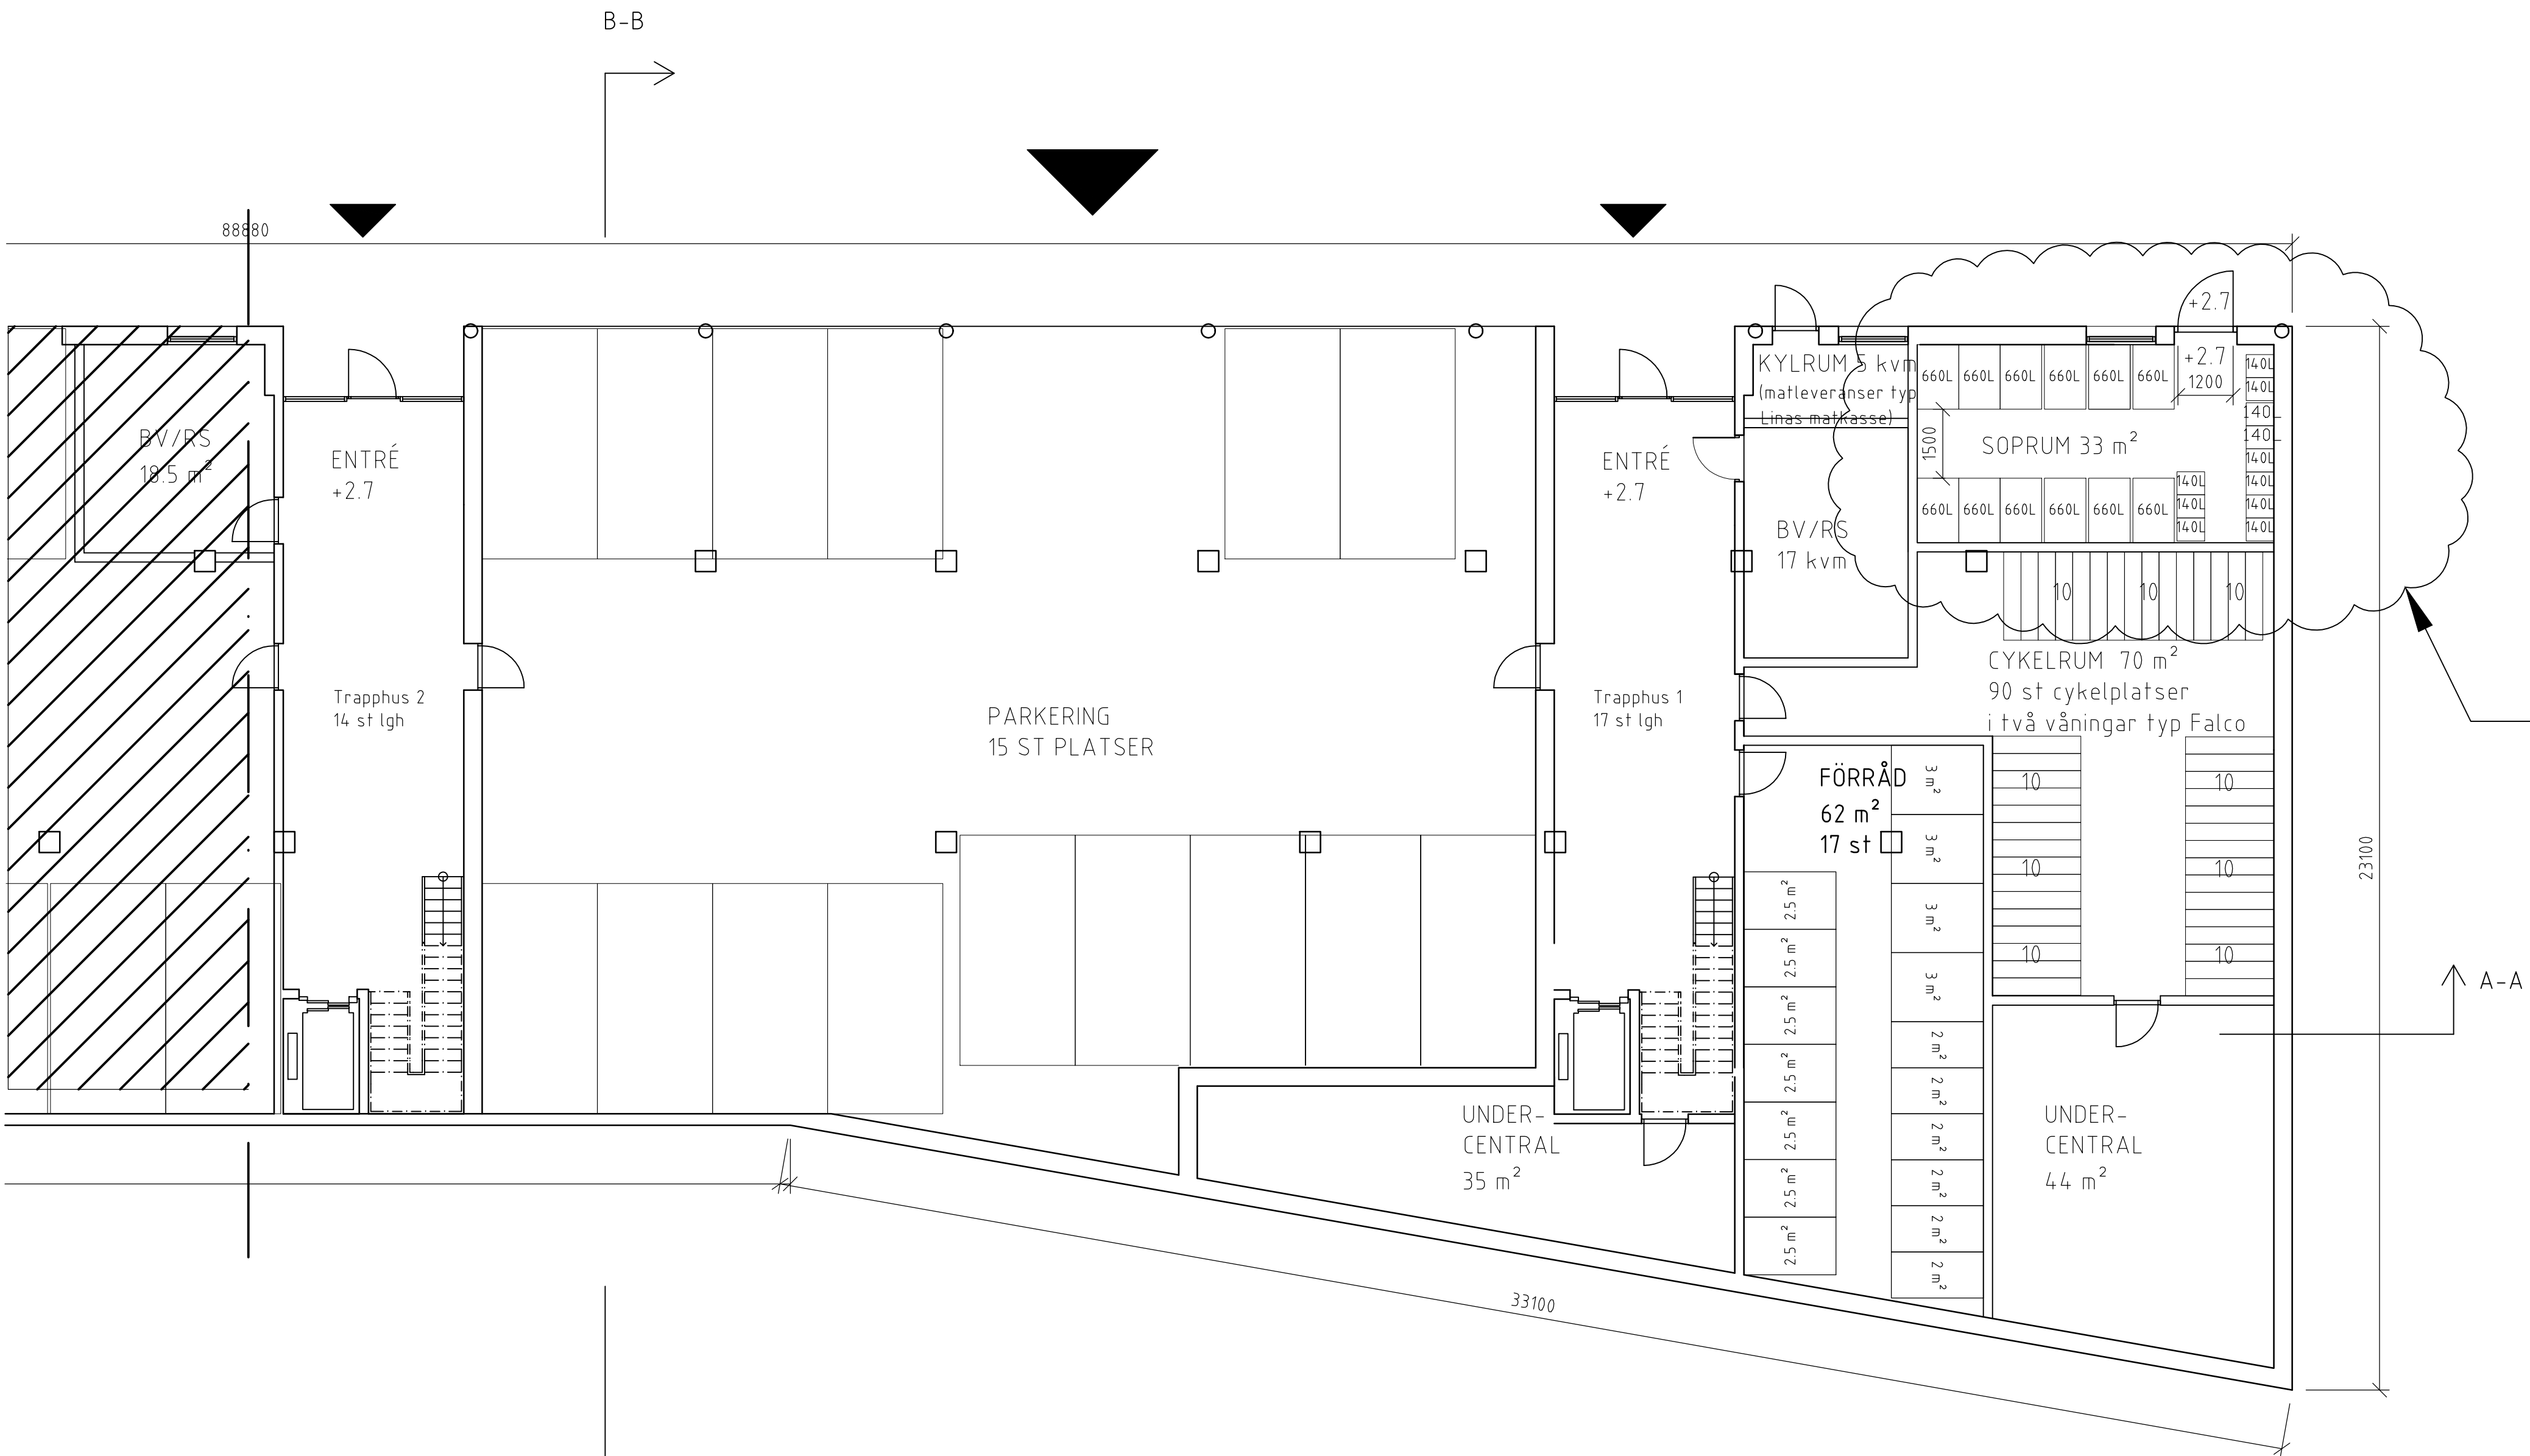 B-B
88880
BV/RS
18.5 m²
ENTRÉ
+2.7
Trapphus 2
14 st lgh
PARKERING
15 ST PLATSER
ENTRÉ
+2.7
Trapphus 1
17 st lgh
KYLRUM 5 kvm
(matleveranser typ
Linas matkasse)
BV/RS
17 kvm
+2.7
+2.7
1200
660L 660L 660L 660L 660L 660L
140L
140L
140L
140L
140L
140L
140L
140L
1500
SOPRUM 33 m²
660L 660L 660L 660L 660L 660L
140L
140L
140L
10 10 10
CYKELRUM 70 m²
90 st cykelplatser
i två våningar typ Falco
10
10
10
10
10
10
FÖRRÅD
62 m²
17 st
3 m²
3 m²
3 m²
3 m²
2 m²
2 m²
2 m²
2 m²
2 m²
2 m²
2.5 m²
2.5 m²
2.5 m²
2.5 m²
2.5 m²
2.5 m²
2.5 m²
23100
A-A
UNDER-
CENTRAL
35 m²
UNDER-
CENTRAL
44 m²
33100